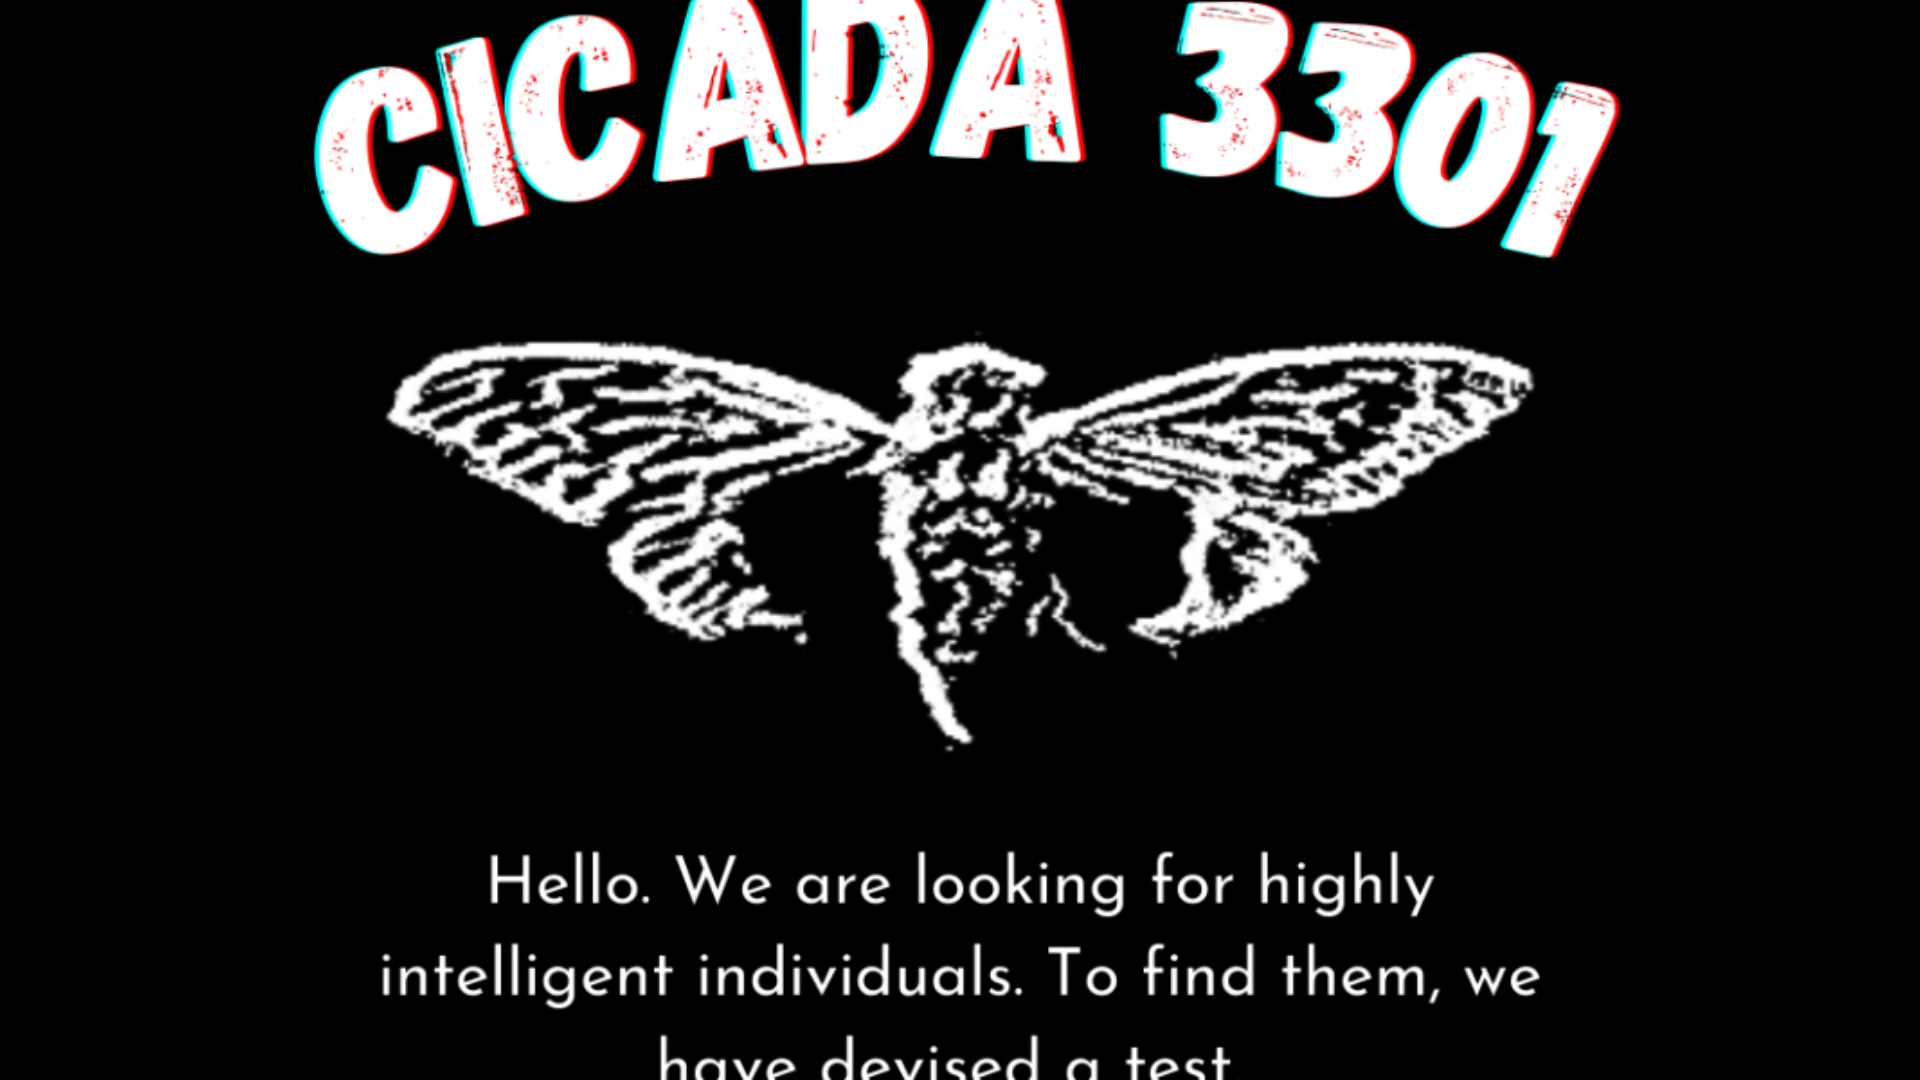 CICADA 3301
Hello. We are looking for highly
intelligent individuals. To find them, we
have devised a test